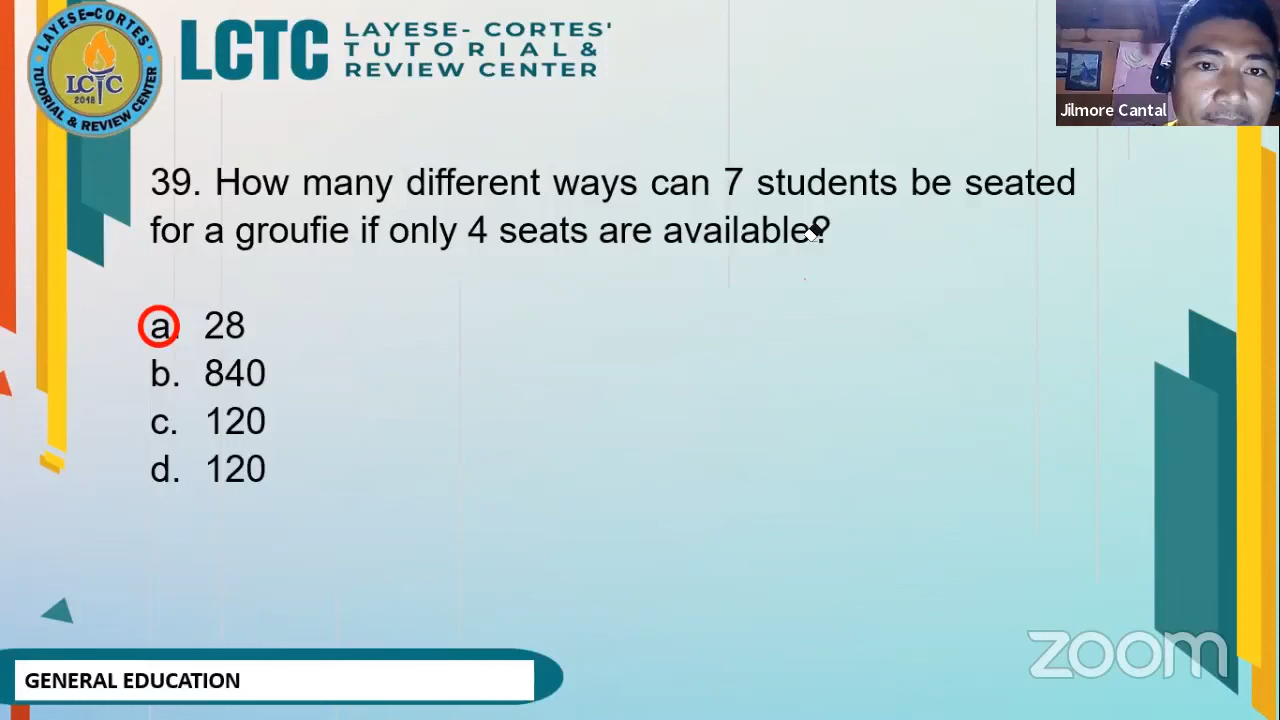 LAYESE-CORTES'
LCTC
2018
TUTORIAL & REVIEW CENTER
LCTC
LAYESE- CORTES'
TUTORIAL &
REVIEW CENTER
Jilmore Cantal
39. How many different ways can 7 students be seated
for a groufie if only 4 seats are available?
a. 28
b. 840
c. 120
d. 120
zoom
GENERAL EDUCATION